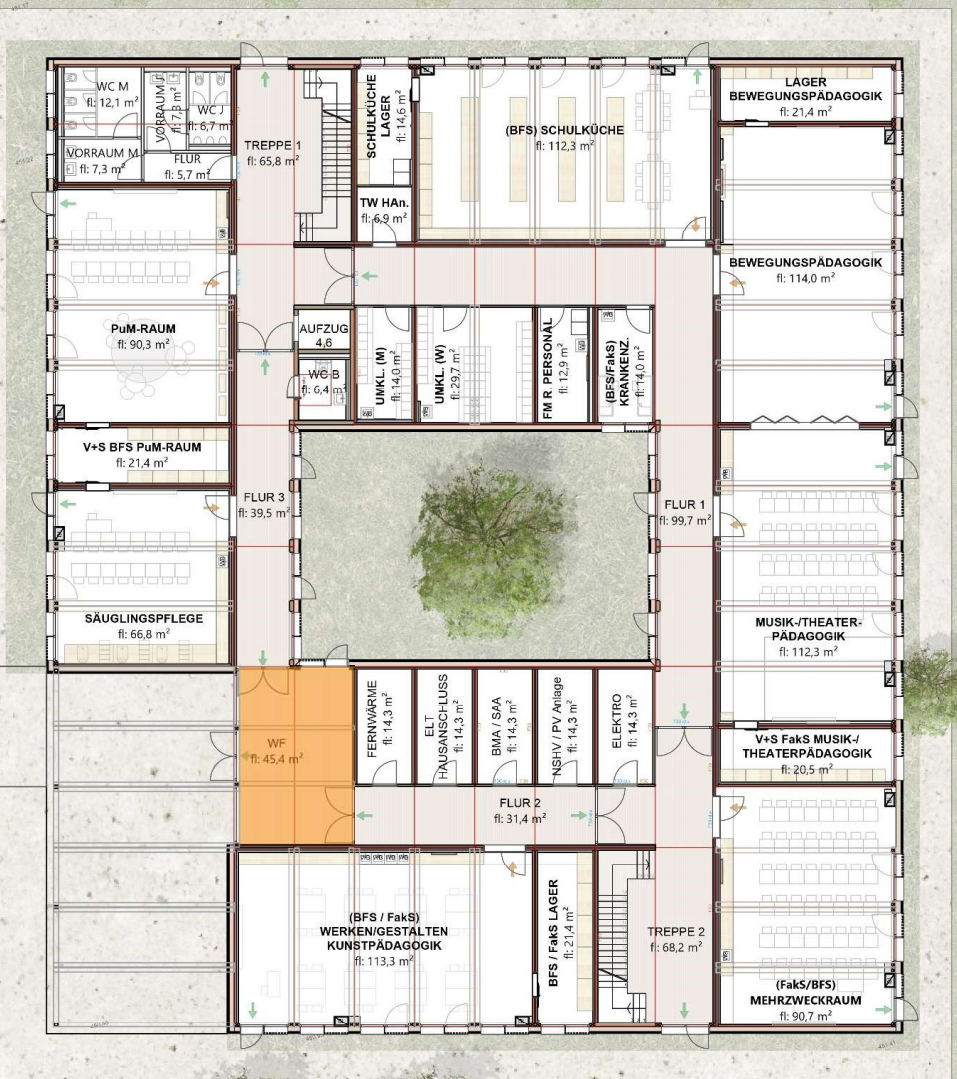 WC M
fl: 12,1 m²
VORRAUM J
fl: 7,3 m²
WC J
fl: 6,7 m
VORRAUM M
fl: 7,3 m²
FLUR
fl: 5,7 m²
TREPPE 1
fl: 65,8 m²
SCHULKÜCHE
LAGER
fl: 14,6 m²
TW HAn.
fl: 6,9 m²
(BFS) SCHULKÜCHE
fl: 112,3 m²
LAGER
BEWEGUNGSPÄDAGOGIK
fl: 21,4 m²
BEWEGUNGSPÄDAGOGIK
fl: 114,0 m²
PuM-RAUM
fl: 90,3 m²
AUFZUG
4,6
WC B
fl: 6,4 m²
UMKL. (M)
fl: 14,0 m²
UMKL. (W)
fl: 29,7 m²
FM R. PERSONAL
fl: 12,9 m²
(BFS/FakS)
KRANKENZ.
fl: 14,0 m²
V+S BFS PuM-RAUM
fl: 21,4 m²
FLUR 3
fl: 39,5 m²
FLUR 1
fl: 99,7 m²
SÄUGLINGSPFLEGE
fl: 66,8 m²
MUSIK-/THEATER-
PÄDAGOGIK
fl: 112,3 m²
WF
fl: 45,4 m²
FERNWÄRME
fl: 14,3 m²
ELT
HAUSANSCHLUSS
fl: 14,3 m²
BMA / SAA
fl: 14,3 m²
NSHV / PV Anlage
fl: 14,3 m²
ELEKTRO
fl: 14,3 m²
V+S FakS MUSIK-/
THEATERPÄDAGOGIK
fl: 20,5 m²
FLUR 2
fl: 31,4 m²
(BFS / FakS)
WERKEN/GESTALTEN
KUNSTPÄDAGOGIK
fl: 113,3 m²
BFS / FakS LAGER
fl: 21,4 m²
TREPPE 2
fl: 68,2 m²
(FakS/BFS)
MEHRZWECKRAUM
fl: 90,7 m²